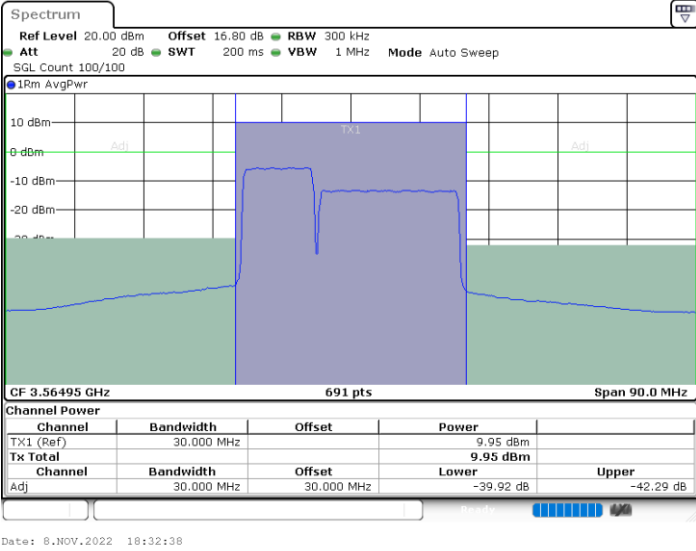 Spectrum
Ref Level 20.00 dBm Offset 16.80 dB RBW 300 kHz
Att 20 dB SWT 200 ms VBW 1 MHz Mode Auto Sweep
SGL Count 100/100
1Rm AvgPwr
10 dBm
TX1
Adj
Adj
0 dBm
-10 dBm
-20 dBm
-30 dBm
CF 3.56495 GHz 691 pts Span 90.0 MHz
Channel Power
Channel Bandwidth Offset Power
TX1 (Ref) 30.000 MHz 9.95 dBm
Tx Total 9.95 dBm
Channel Bandwidth Offset Lower Upper
Adj 30.000 MHz 30.000 MHz -39.92 dB -42.29 dB
Ready
Date: 8.NOV.2022 18:32:38